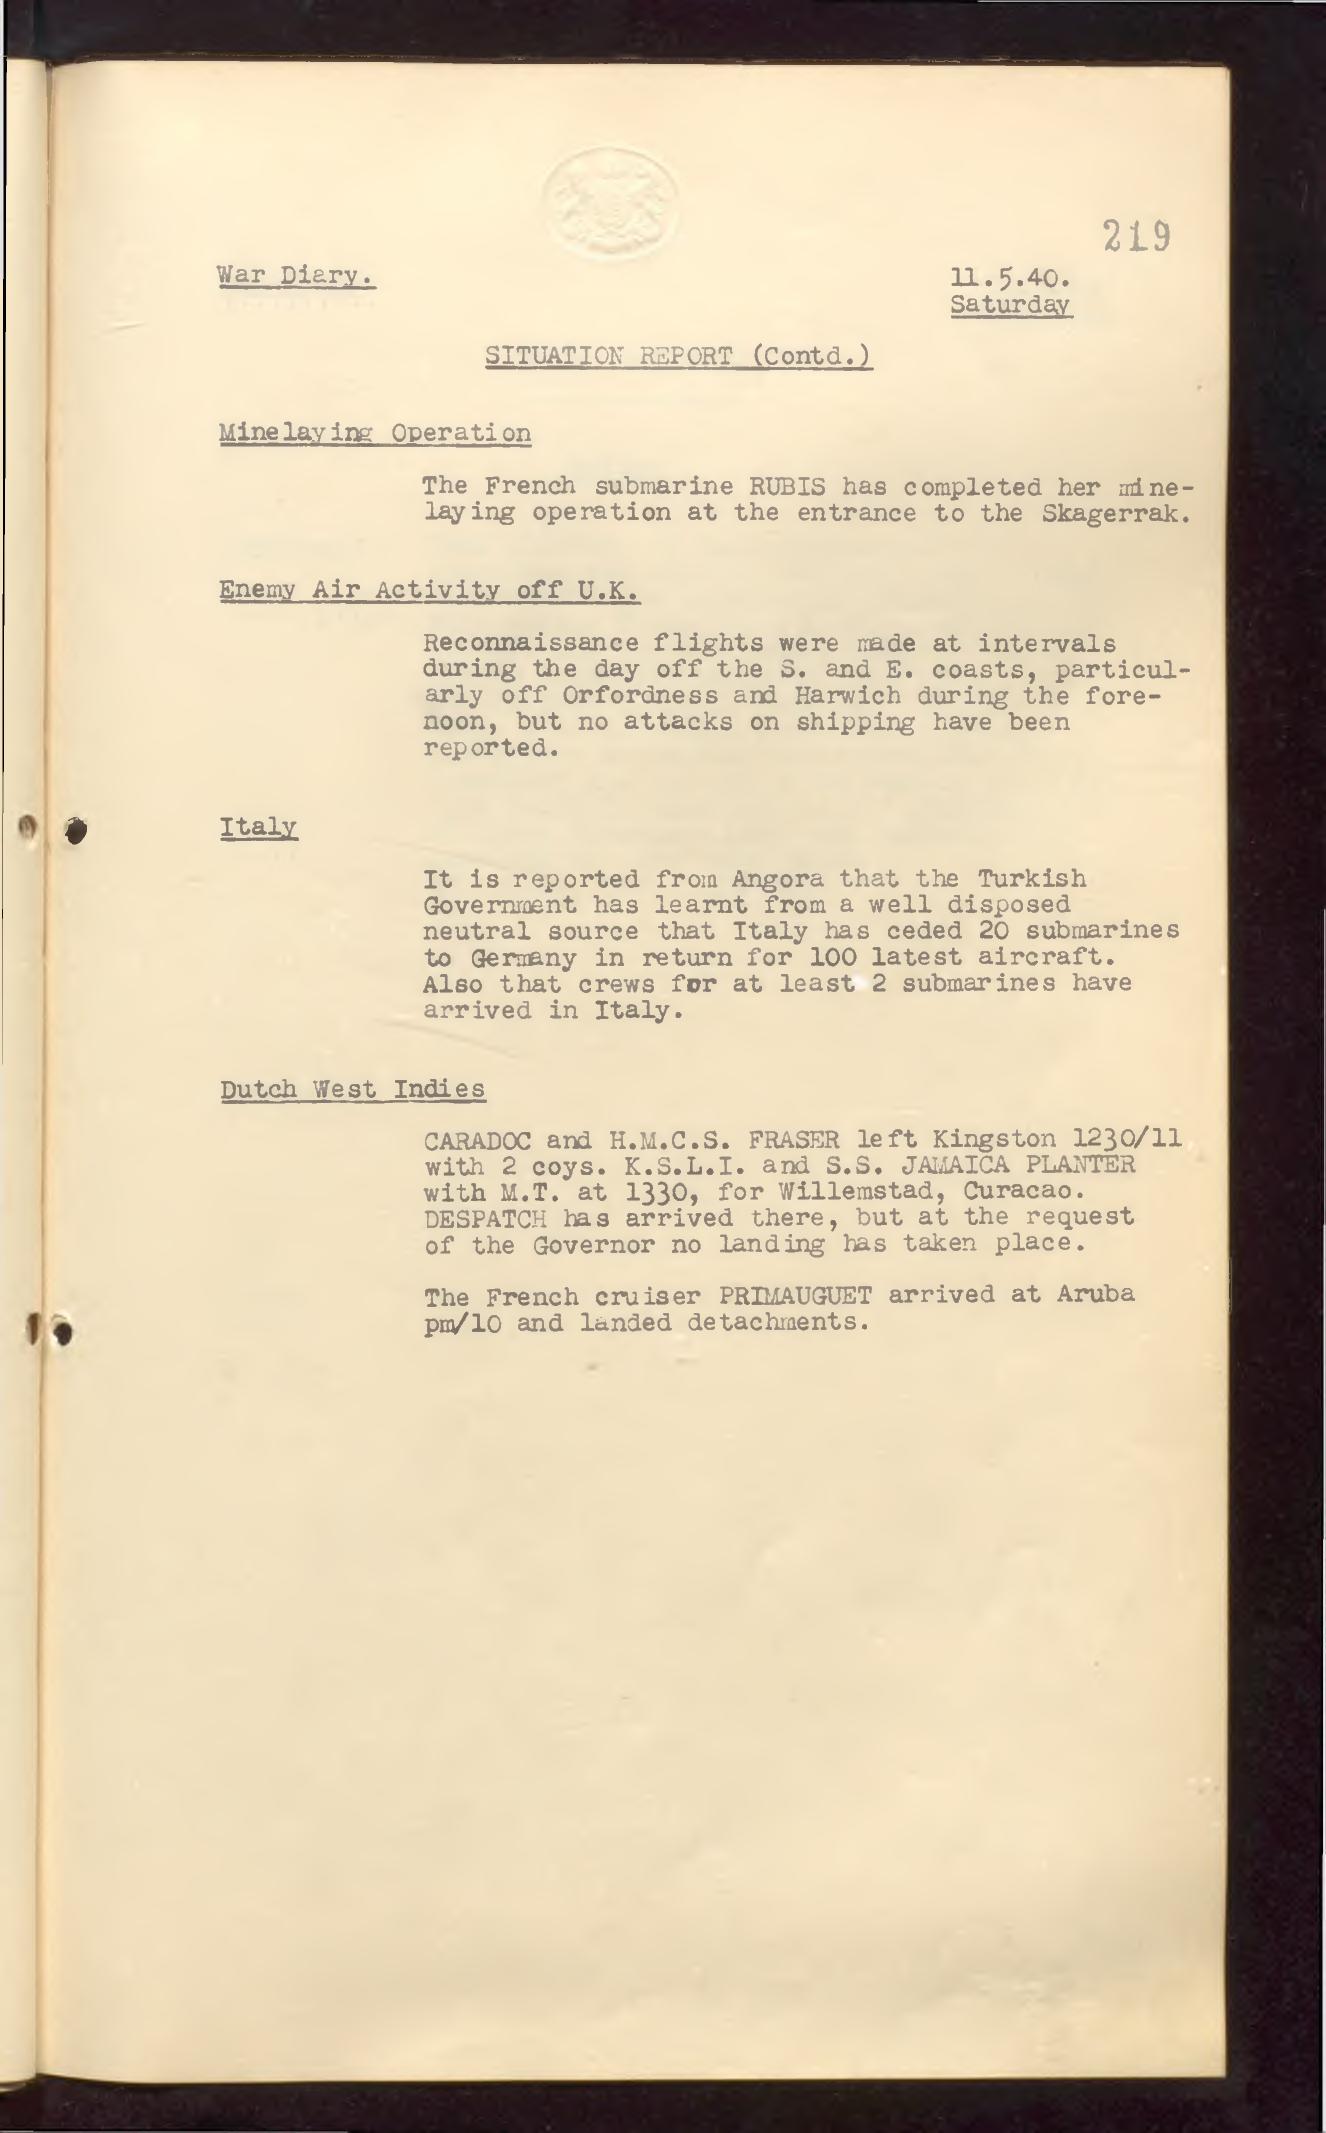 219
War Diary.
11.5.40.
Saturday
SITUATION REPORT (Contd.)
Minelaying Operation
The French submarine RUBIS has completed her mine-
laying operation at the entrance to the Skagerrak.
Enemy Air Activity off U.K.
Reconnaissance flights were made at intervals
during the day off the S. and E. coasts, particul-
arly off Orfordness and Harwich during the fore-
noon, but no attacks on shipping have been
reported.
Italy
It is reported from Angora that the Turkish
Government has learnt from a well disposed
neutral source that Italy has ceded 20 submarines
to Germany in return for 100 latest aircraft.
Also that crews for at least 2 submarines have
arrived in Italy.
Dutch West Indies
CARADOC and H.M.C.S. FRASER left Kingston 1230/11
with 2 coys. K.S.L.I. and S.S. JAMAICA PLANTER
with M.T. at 1330, for Willemstad, Curacao.
DESPATCH has arrived there, but at the request
of the Governor no landing has taken place.
The French cruiser PRIMAUGUET arrived at Aruba
pm/10 and landed detachments.